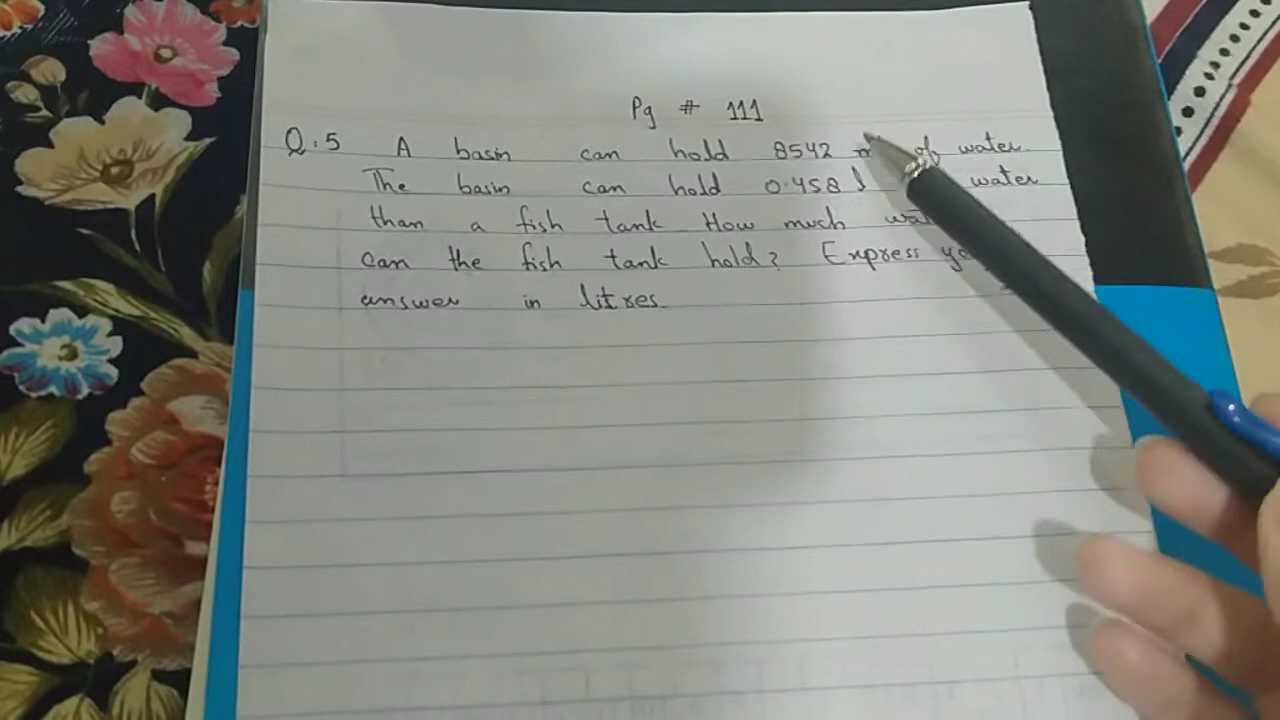 Pg # 111
Q.5 A basin can hold 8542 of water.
The basin can hold 0.458 l water
than a fish tank How much
can the fish tank hold? Express
answer in litres